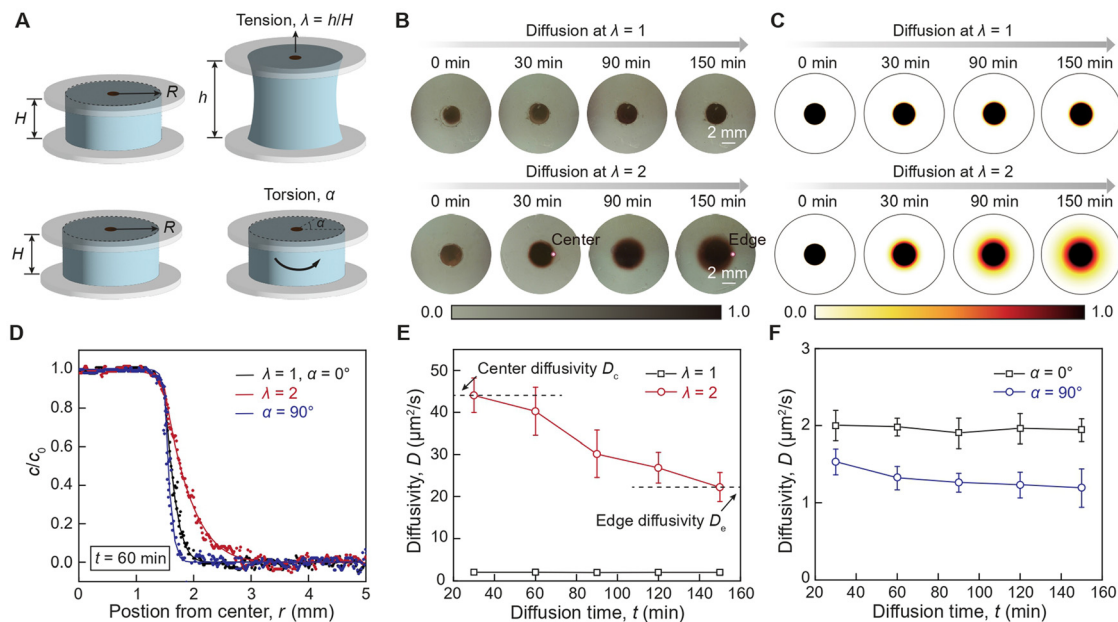 A
Tension, λ = h/H
R
H
h
Torsion, α
R
H
α
B
Diffusion at λ = 1
0 min 30 min 90 min 150 min
2 mm
Diffusion at λ = 2
0 min 30 min 90 min 150 min
Center Edge
2 mm
0.0 1.0
C
Diffusion at λ = 1
0 min 30 min 90 min 150 min
Diffusion at λ = 2
0 min 30 min 90 min 150 min
0.0 1.0
D
c/c₀
1.0
0.8
0.6
0.4
0.2
0.0
λ = 1, α = 0°
λ = 2
α = 90°
t = 60 min
0 1 2 3 4 5
Postion from center, r (mm)
E
Diffusivity, D (μm²/s)
50
40
30
20
10
0
Center diffusivity D_c
λ = 1
λ = 2
Edge diffusivity D_e
20 40 60 80 100 120 140 160
Diffusion time, t (min)
F
Diffusivity, D (μm²/s)
3
2
1
0
α = 0°
α = 90°
20 40 60 80 100 120 140 160
Diffusion time, t (min)